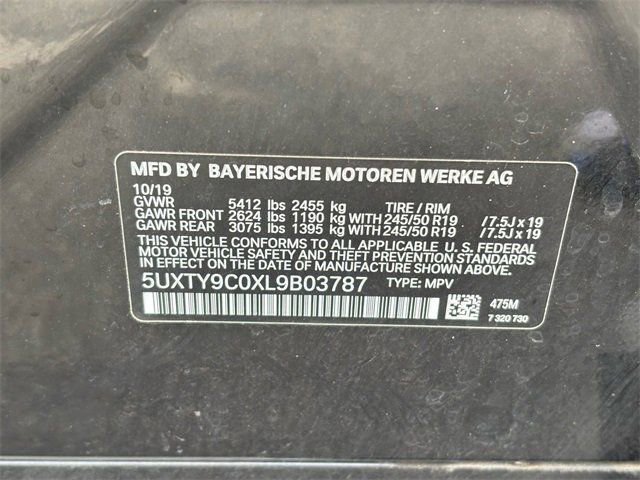 MFD BY BAYERISCHE MOTOREN WERKE AG
10/19
GVWR 5412 lbs 2455 kg TIRE / RIM
GAWR FRONT 2624 lbs 1190 kg WITH 245/50 R19 /7.5J x 19
GAWR REAR 3075 lbs 1395 kg WITH 245/50 R19 /7.5J x 19
THIS VEHICLE CONFORMS TO ALL APPLICABLE U. S. FEDERAL
MOTOR VEHICLE SAFETY AND THEFT PREVENTION STANDARDS
IN EFFECT ON THE DATE OF MANUFACTURE SHOWN ABOVE.
5UXTY9C0XL9B03787 TYPE: MPV
475M
7 320 730